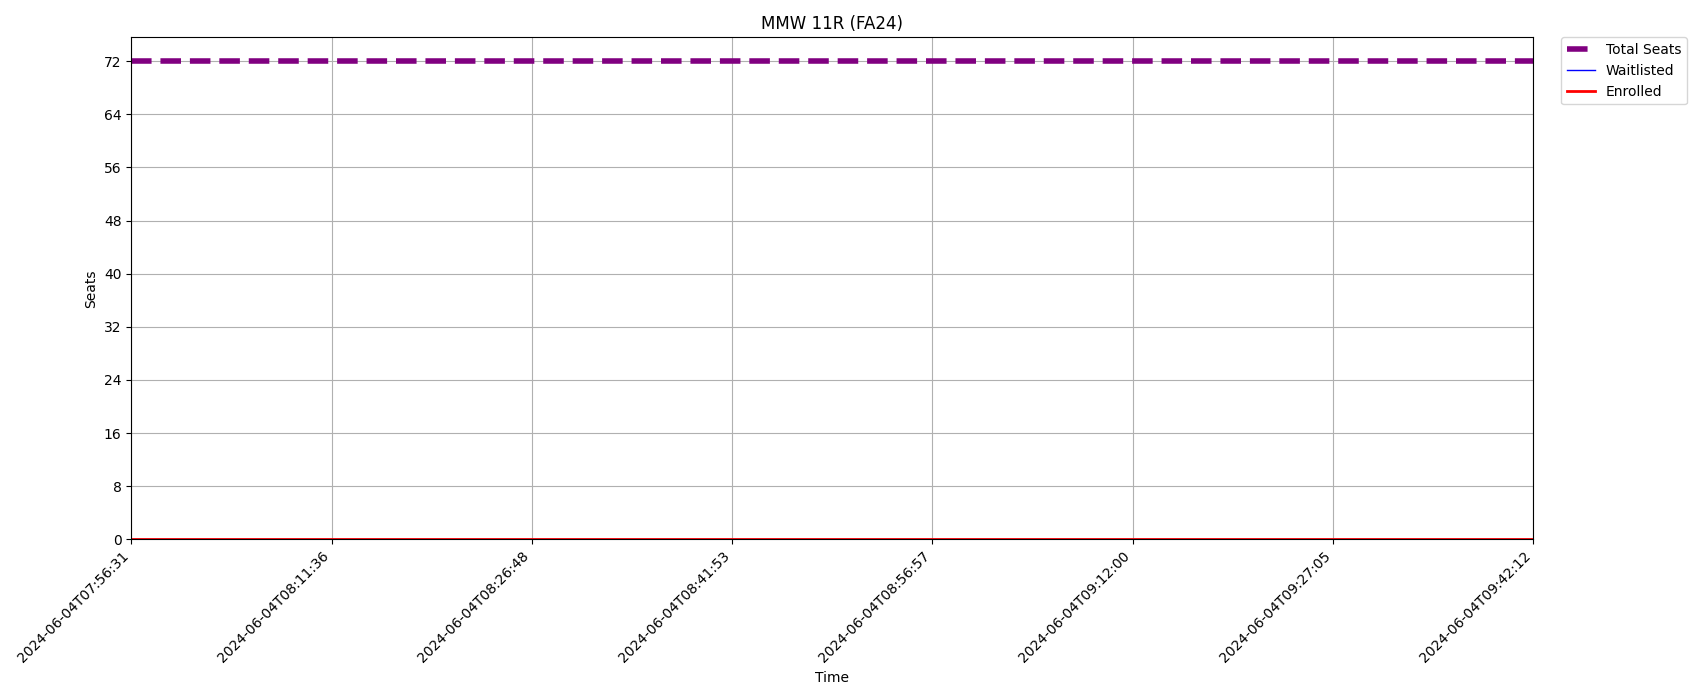 MMW 11R (FA24)
Total Seats
Waitlisted
Enrolled
72
64
56
48
40
32
24
16
8
0
Seats
2024-06-04T07:56:31
2024-06-04T08:11:36
2024-06-04T08:26:48
2024-06-04T08:41:53
2024-06-04T08:56:57
2024-06-04T09:12:00
2024-06-04T09:27:05
2024-06-04T09:42:12
Time